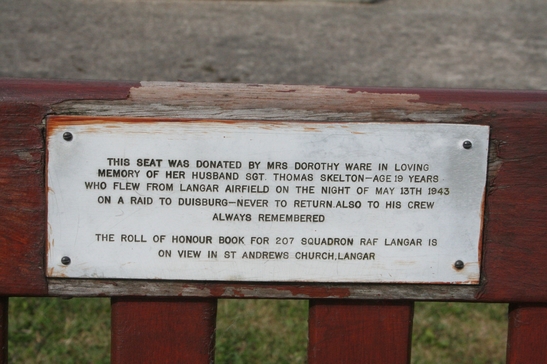 THIS SEAT WAS DONATED BY MRS DOROTHY WARE IN LOVING
MEMORY OF HER HUSBAND SGT. THOMAS SKELTON-AGE 19 YEARS
WHO FLEW FROM LANGAR AIRFIELD ON THE NIGHT OF MAY 13TH 1943
ON A RAID TO DUISBURG-NEVER TO RETURN.ALSO TO HIS CREW
ALWAYS REMEMBERED
THE ROLL OF HONOUR BOOK FOR 207 SQUADRON RAF LANGAR IS
ON VIEW IN ST ANDREWS CHURCH,LANGAR